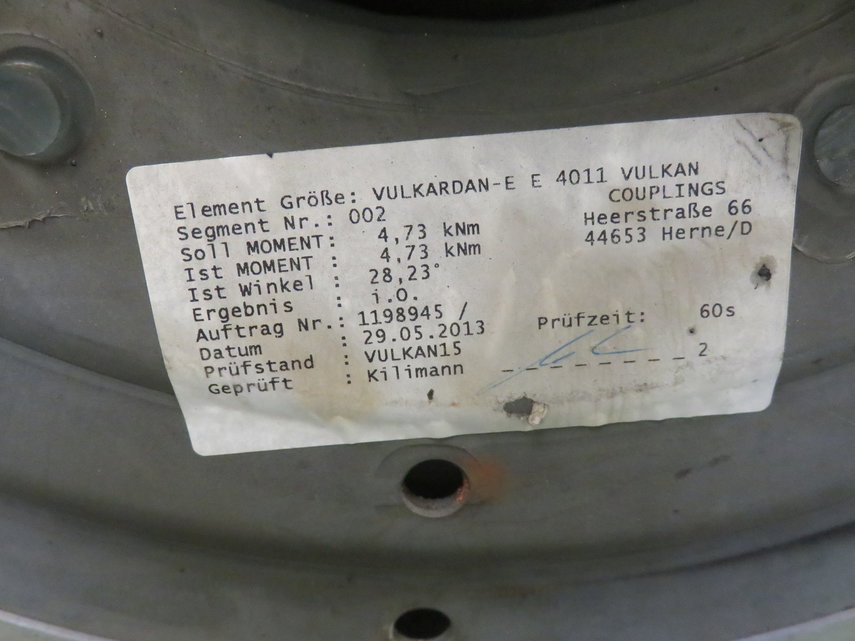 Element Größe: VULKARDAN-E E 4011 VULKAN
COUPLINGS
Segment Nr.: 002
Heerstraße 66
Soll MOMENT: 4,73 kNm
44653 Herne/D
Ist MOMENT : 4,73 kNm
Ist Winkel : 28,23°
Ergebnis : i.O.
Auftrag Nr.: 1198945 /
Prüfzeit: 60s
Datum : 29.05.2013
Prüfstand : VULKAN15
Geprüft : Kilimann _ _ _ _ _ _ _ _ 2